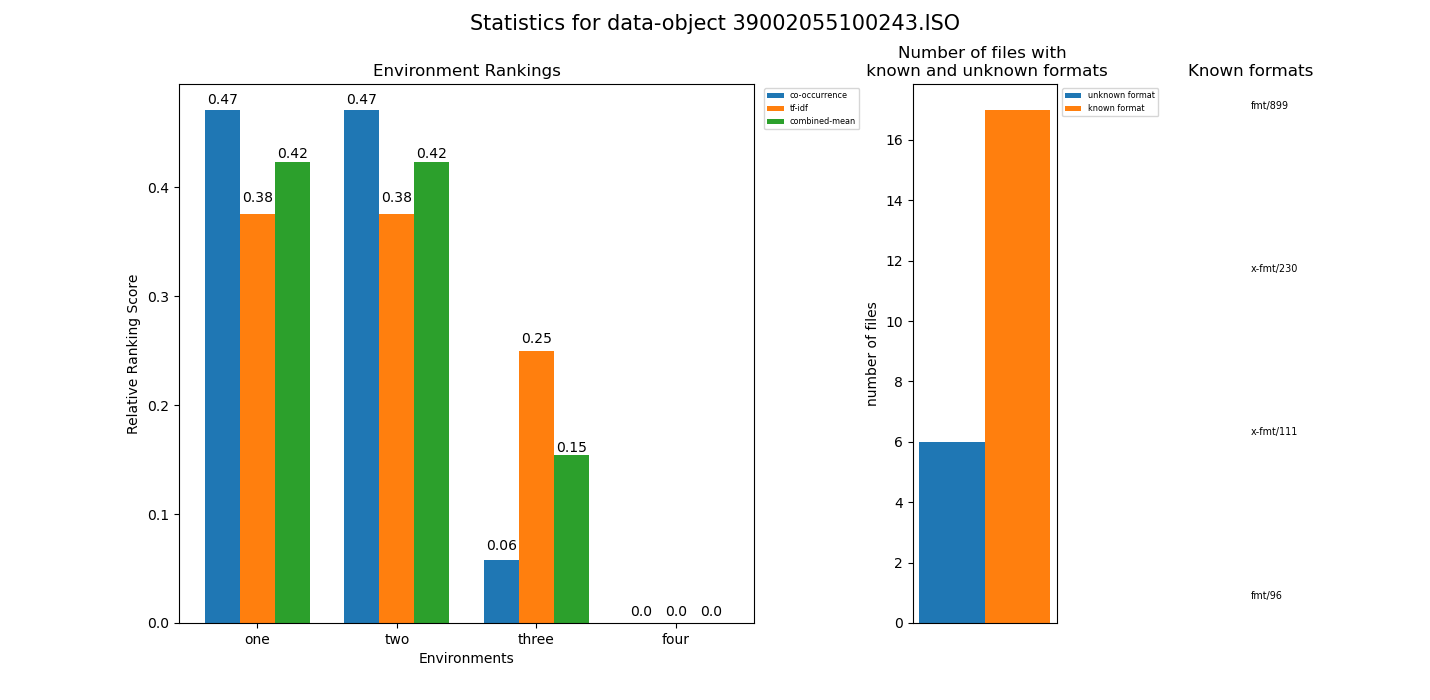 Statistics for data-object 39002055100243.ISO
Environment Rankings
0.47
0.38
0.42
0.47
0.38
0.42
0.06
0.25
0.15
0.0
0.0
0.0
0.4
0.3
0.2
0.1
0.0
Relative Ranking Score
one
two
three
four
Environments
co-occurrence
tf-idf
combined-mean
Number of files with
known and unknown formats
16
14
12
10
8
6
4
2
0
number of files
unknown format
known format
Known formats
fmt/899
x-fmt/230
x-fmt/111
fmt/96